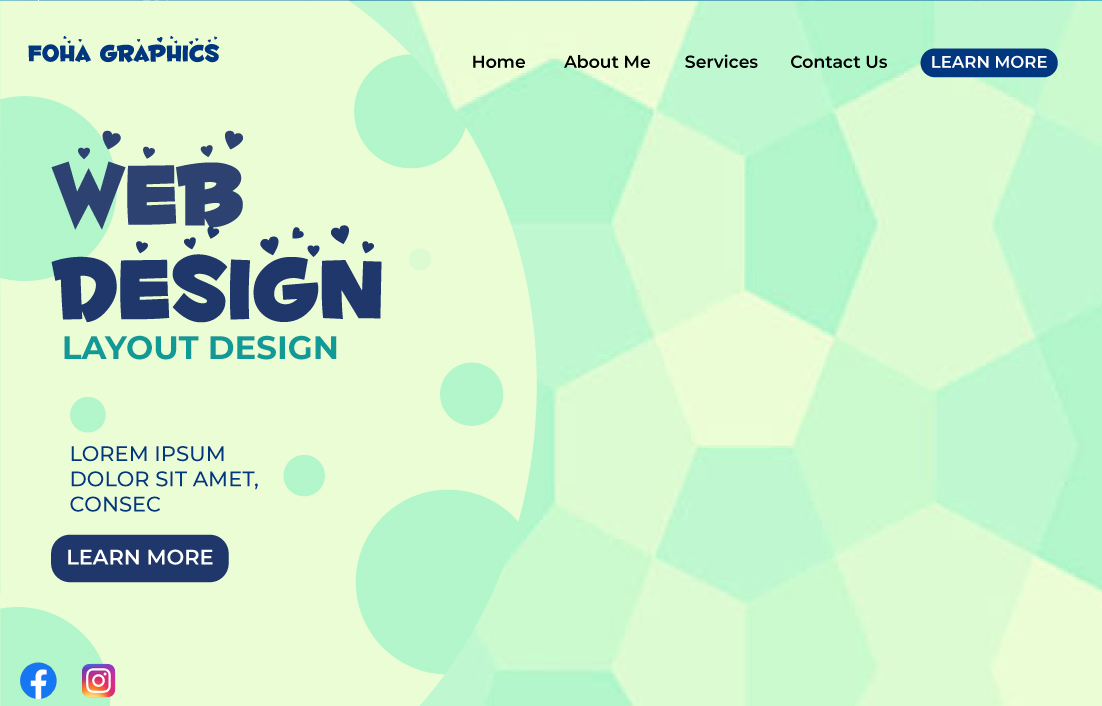 FOHA GRAPHICS
Home About Me Services Contact Us LEARN MORE
WEB
DESIGN
LAYOUT DESIGN
LOREM IPSUM
DOLOR SIT AMET,
CONSEC
LEARN MORE